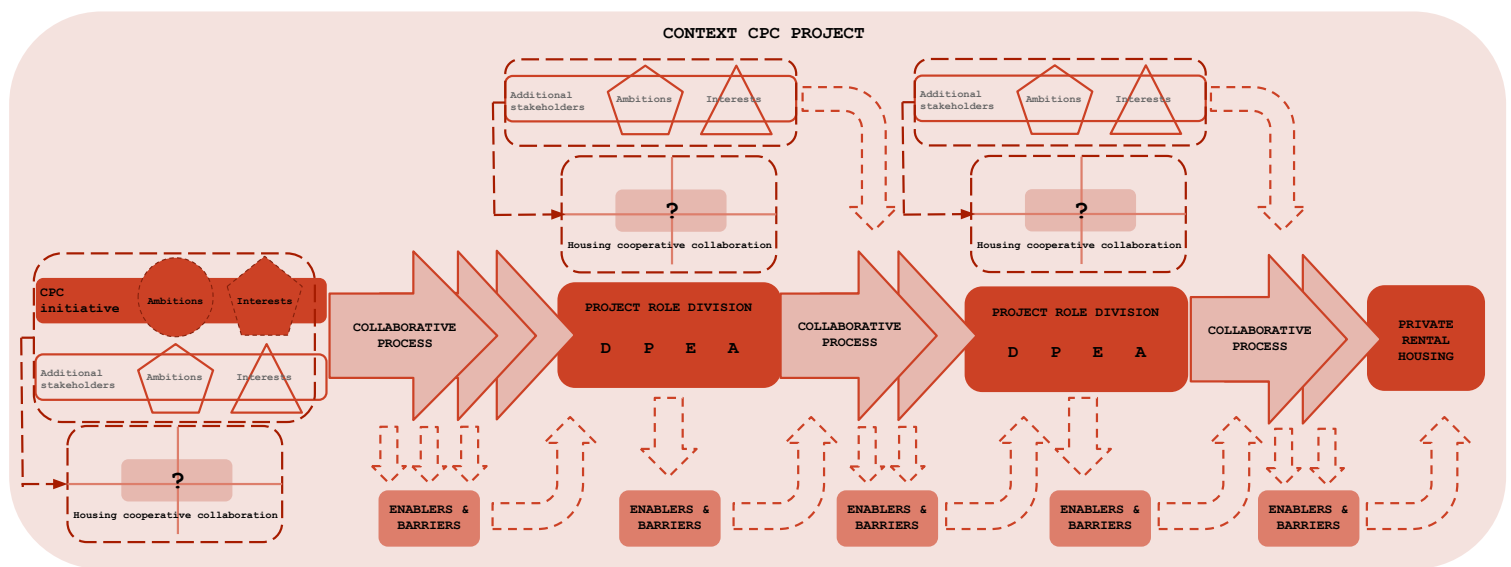 CONTEXT CPC PROJECT
Additional
stakeholders
Ambitions
Interests
?
Housing cooperative collaboration
Additional
stakeholders
Ambitions
Interests
?
Housing cooperative collaboration
CPC
initiative
Ambitions
Interests
Additional
stakeholders
Ambitions
Interests
?
Housing cooperative collaboration
COLLABORATIVE
PROCESS
PROJECT ROLE DIVISION
D P E A
COLLABORATIVE
PROCESS
PROJECT ROLE DIVISION
D P E A
COLLABORATIVE
PROCESS
PRIVATE
RENTAL
HOUSING
ENABLERS &
BARRIERS
ENABLERS &
BARRIERS
ENABLERS &
BARRIERS
ENABLERS &
BARRIERS
ENABLERS &
BARRIERS